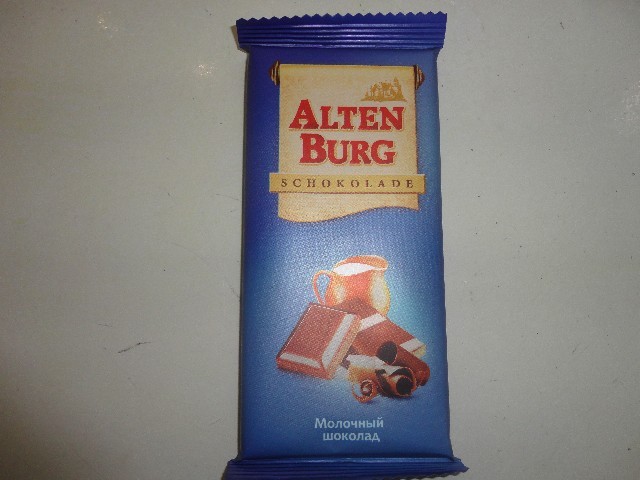 ALTEN
BURG
SCHOKOLADE
Молочный
шоколад